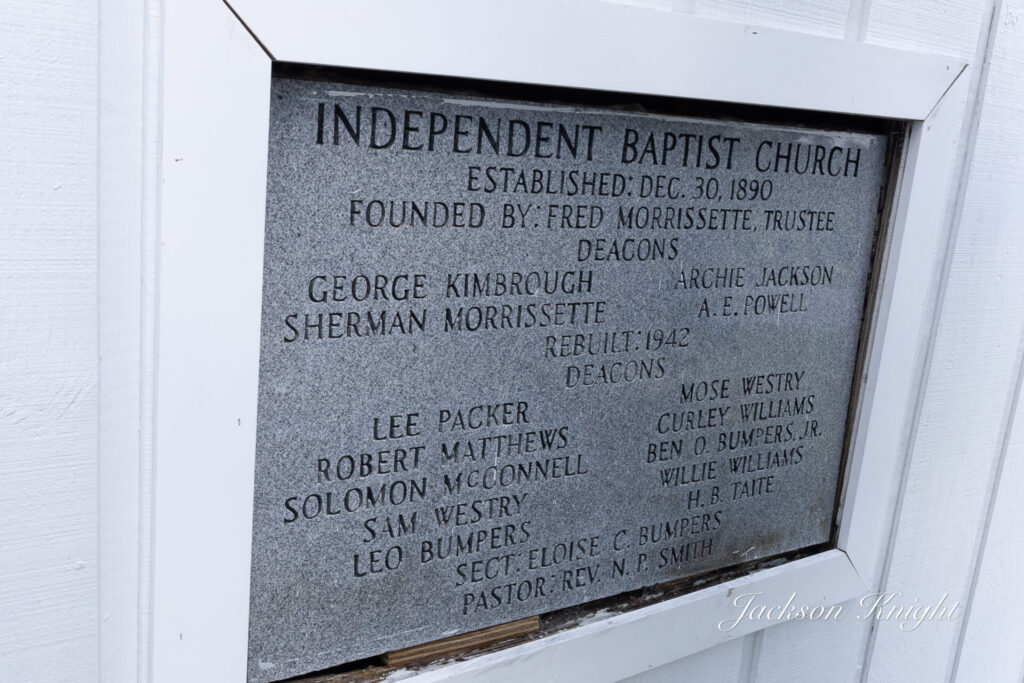 INDEPENDENT BAPTIST CHURCH
ESTABLISHED: DEC. 30, 1890
FOUNDED BY: FRED MORRISSETTE, TRUSTEE
DEACONS
GEORGE KIMBROUGH ARCHIE JACKSON
SHERMAN MORRISSETTE A. E. POWELL
REBUILT: 1942
DEACONS
LEE PACKER MOSE WESTRY
ROBERT MATTHEWS CURLEY WILLIAMS
SOLOMON McCONNELL BEN O. BUMPERS, JR.
SAM WESTRY WILLIE WILLIAMS
LEO BUMPERS H. B. TAITE
SECT: ELOISE C. BUMPERS
PASTOR: REV. N. P. SMITH
Jackson Knight